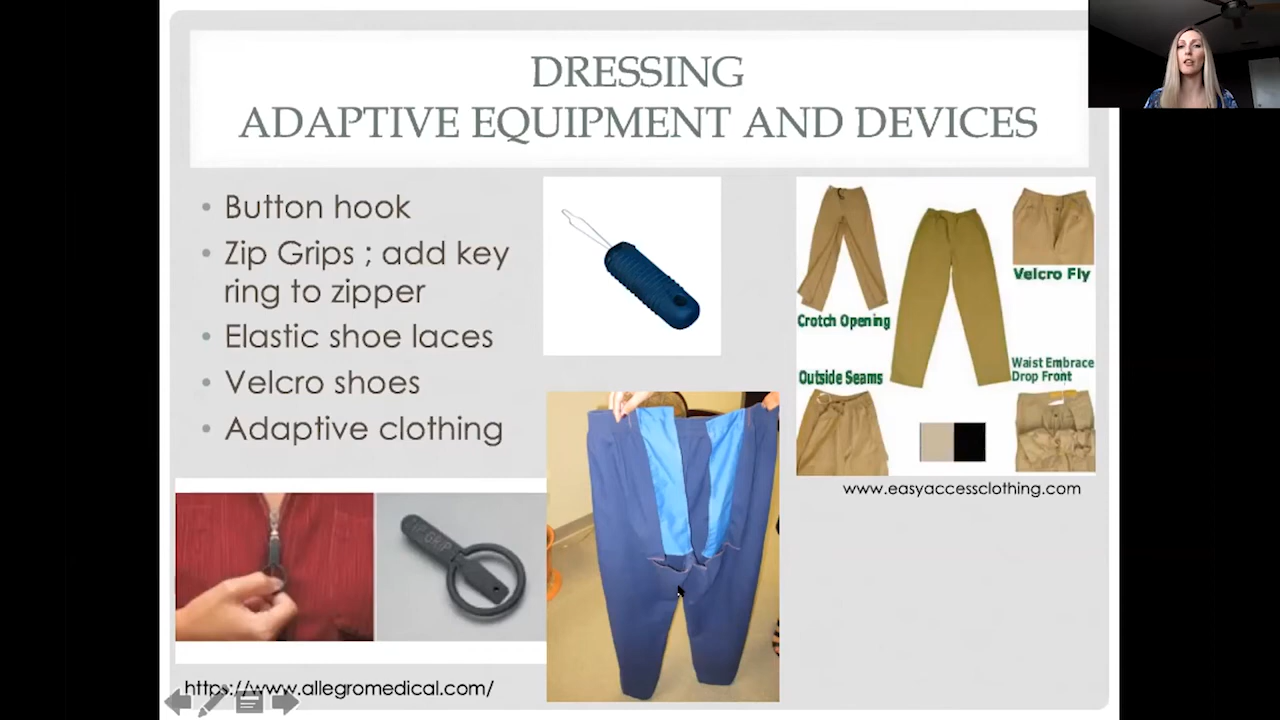 DRESSING
ADAPTIVE EQUIPMENT AND DEVICES
• Button hook
• Zip Grips ; add key
ring to zipper
• Elastic shoe laces
• Velcro shoes
• Adaptive clothing
Velcro Fly
Crotch Opening
Waist Embrace
Drop Front
Outside Seams
www.easyaccessclothing.com
ZIP GRIP
https://www.allegromedical.com/